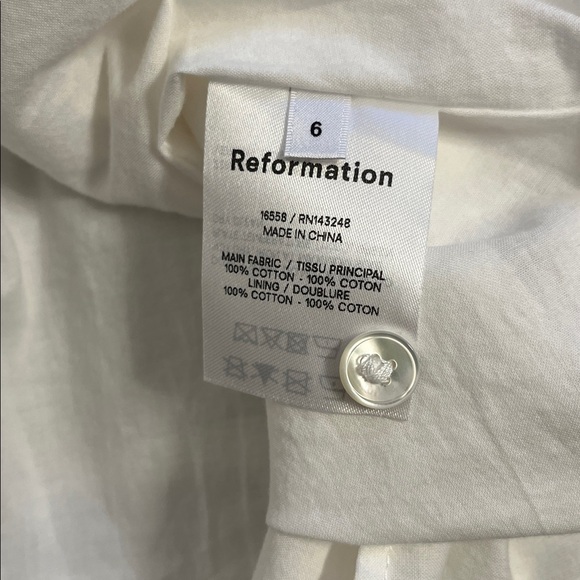 6
Reformation
16558 / RN143248
MADE IN CHINA
MAIN FABRIC / TISSU PRINCIPAL
100% COTTON - 100% COTON
LINING / DOUBLURE
100% COTTON - 100% COTON